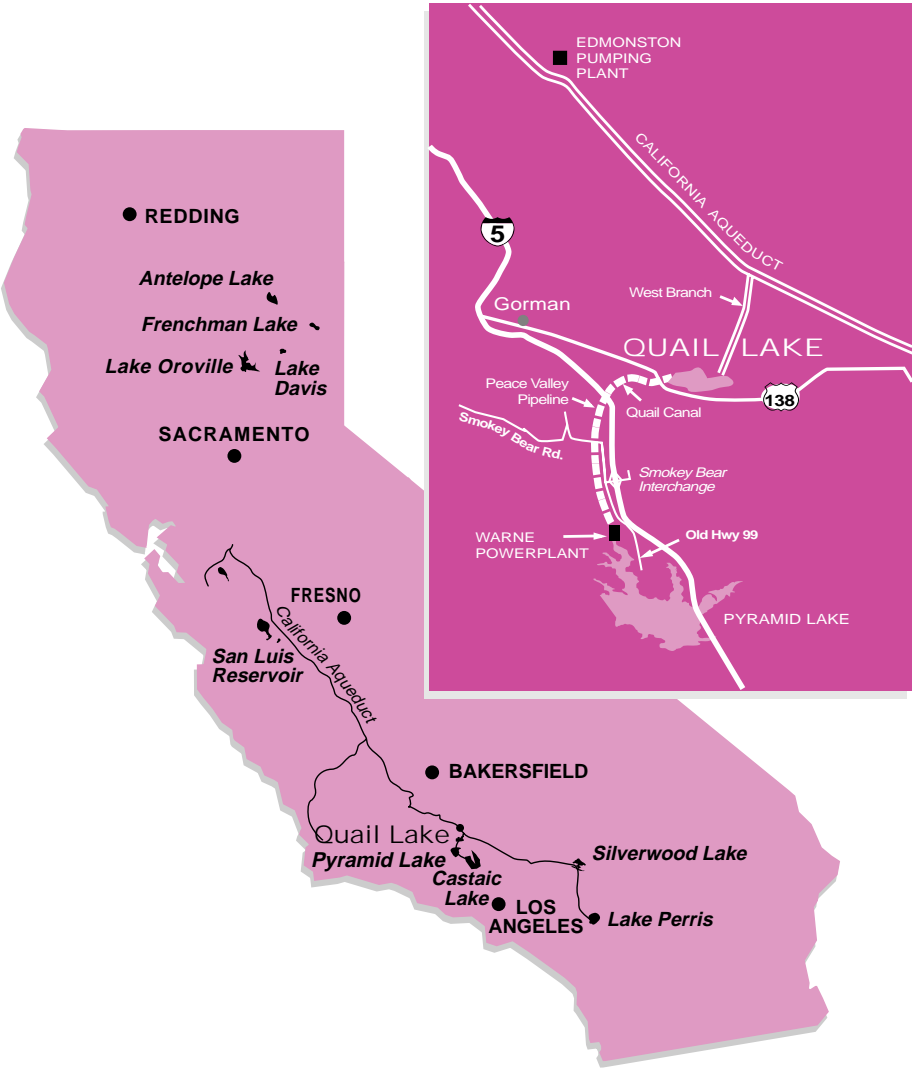 EDMONSTON
PUMPING
PLANT
CALIFORNIA AQUEDUCT
5
West Branch
Gorman
QUAIL LAKE
Peace Valley
Pipeline
Quail Canal
138
Smokey Bear Rd.
Smokey Bear
Interchange
WARNE
POWERPLANT
Old Hwy 99
PYRAMID LAKE
REDDING
Antelope Lake
Frenchman Lake
Lake Oroville
Lake
Davis
SACRAMENTO
FRESNO
California Aqueduct
San Luis
Reservoir
BAKERSFIELD
Quail Lake
Pyramid Lake
Castaic
Lake
Silverwood Lake
LOS
ANGELES
Lake Perris